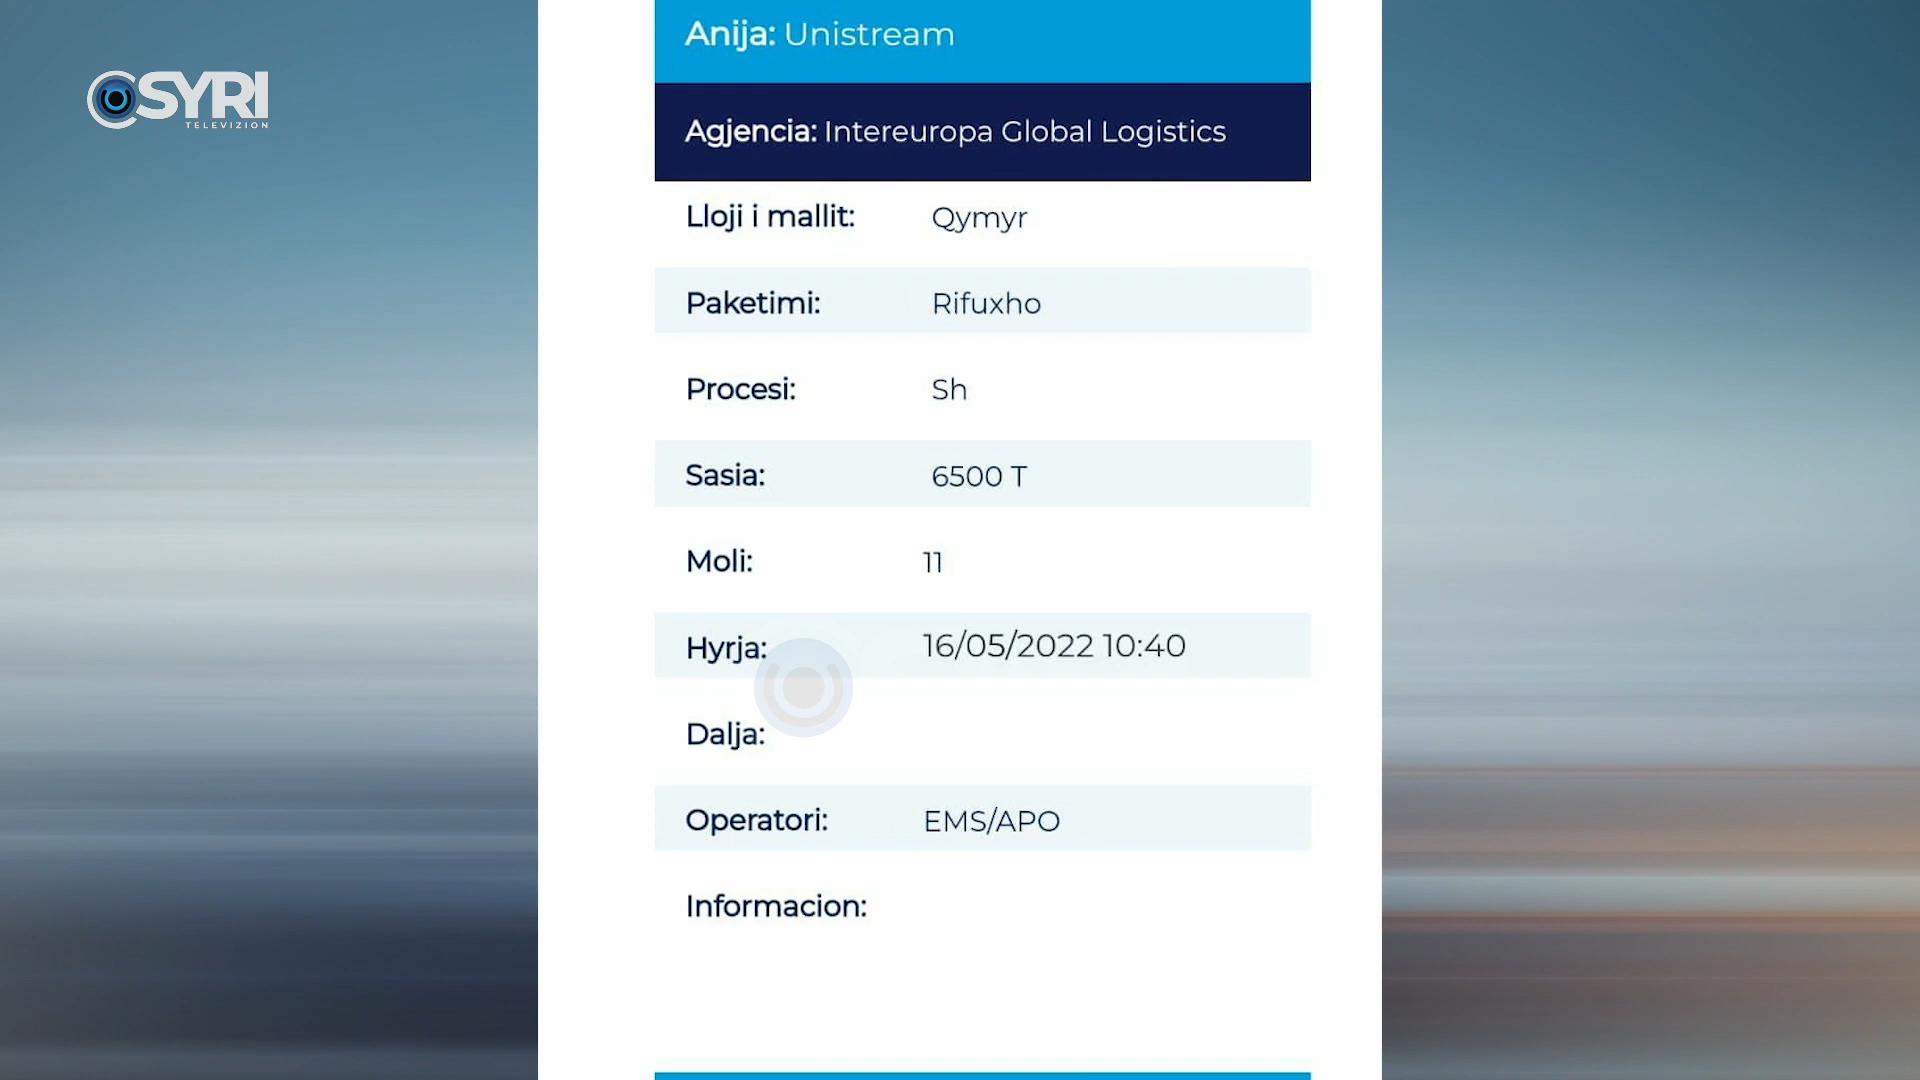 SYRI
TELEVIZION
Anija: Unistream
Agjencia: Intereuropa Global Logistics
Lloji i mallit: Qymyr
Paketimi: Rifuxho
Procesi: Sh
Sasia: 6500 T
Moli: 11
Hyrja: 16/05/2022 10:40
Dalja:
Operatori: EMS/APO
Informacion: